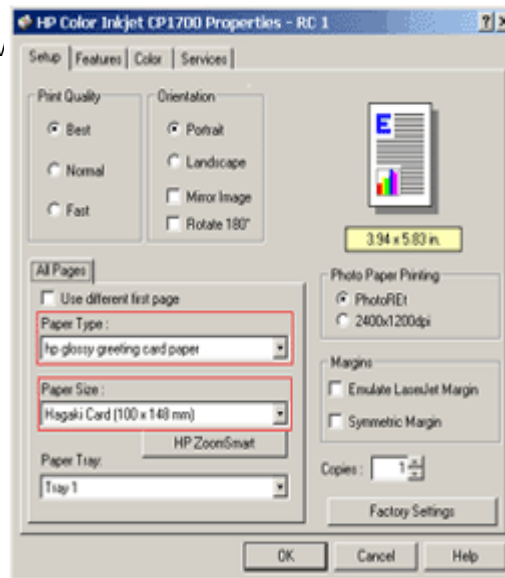 HP Color Inkjet CP1700 Properties - RC 1
Setup Features Color Services
Print Quality
Best
Normal
Fast
Orientation
Portrait
Landscape
Mirror Image
Rotate 180°
E
3.94 x 5.83 in.
All Pages
Use different first page
Paper Type :
hp glossy greeting card paper
Paper Size :
Hagaki Card (100 x 148 mm)
HP ZoomSmart
Paper Tray:
Tray 1
Photo Paper Printing
PhotoREt
2400x1200dpi
Margins
Emulate LaserJet Margin
Symmetric Margin
Copies : 1
Factory Settings
OK Cancel Help